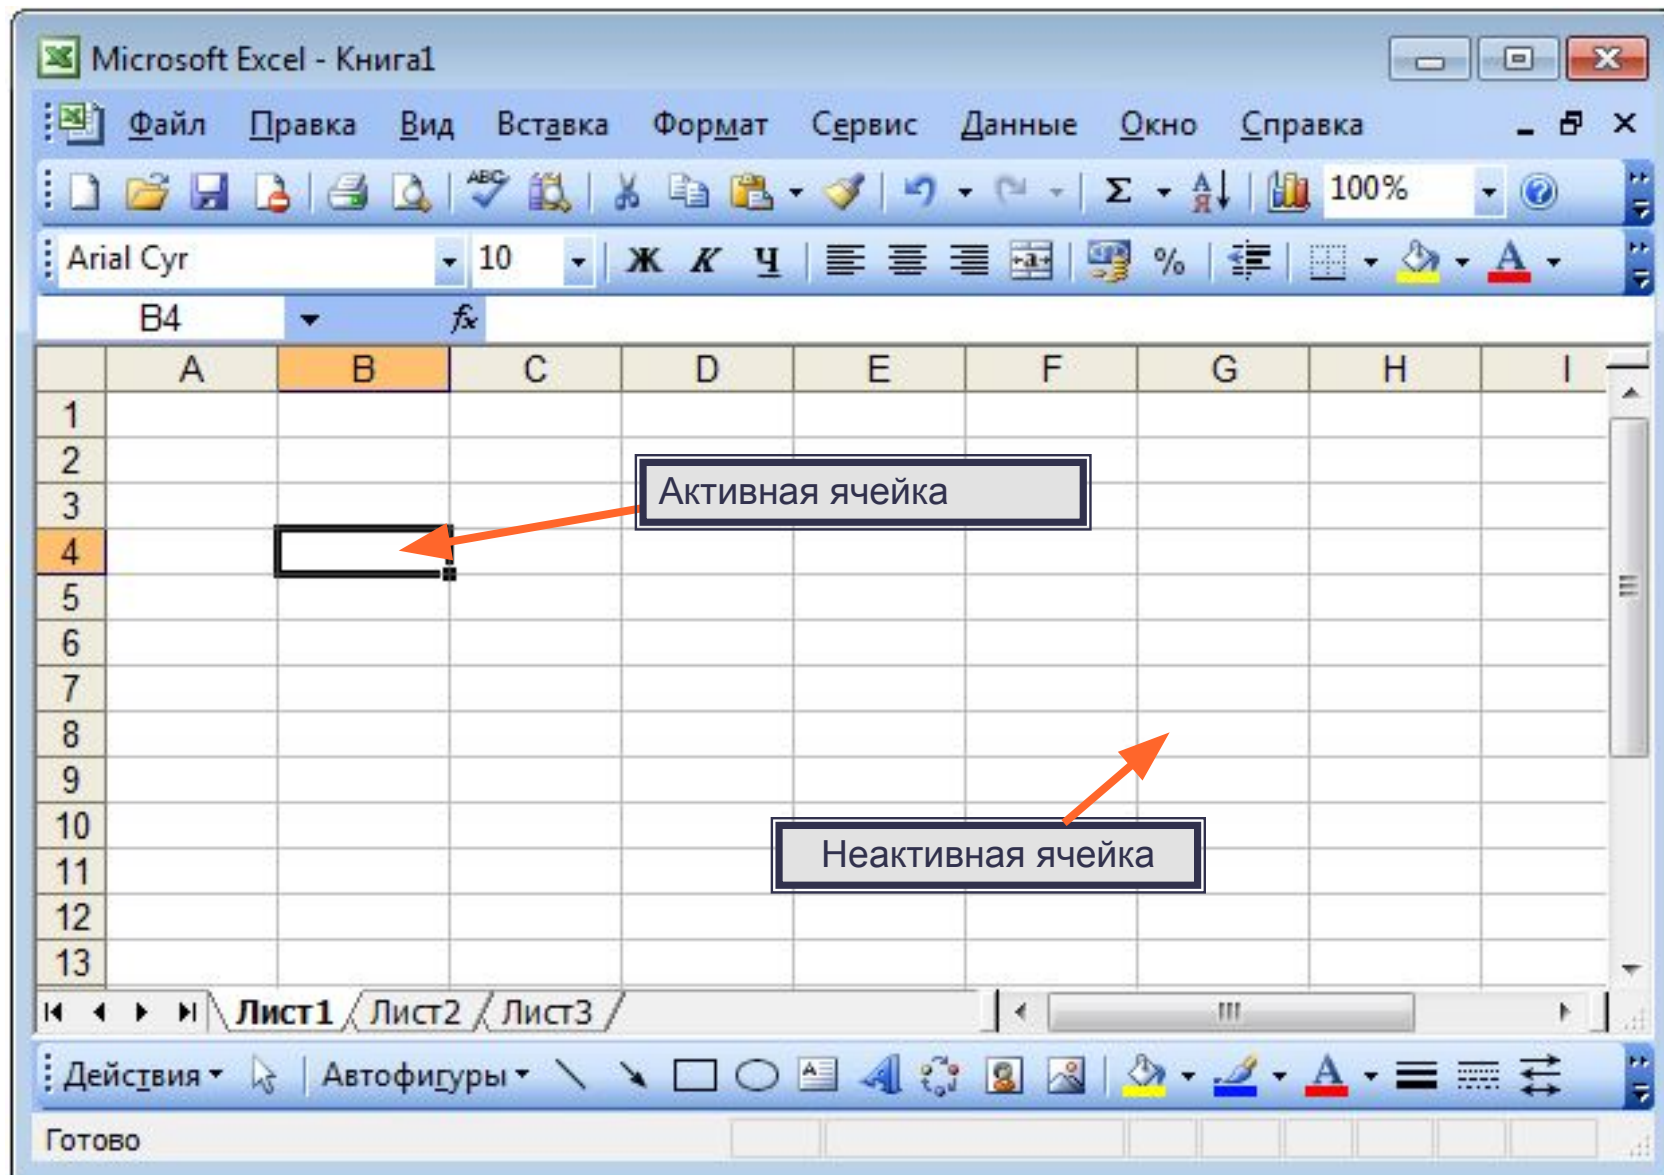 Microsoft Excel - Книга1
Файл Правка Вид Вставка Формат Сервис Данные Окно Справка
ABC Σ А Я 100% ?
Arial Cyr 10 Ж К Ч a %
B4 fx
A B C D E F G H I
1
2
Активная ячейка
3
4
5
6
7
8
9
10
Неактивная ячейка
11
12
13
Лист1 Лист2 Лист3
Действия Автофигуры A A
Готово